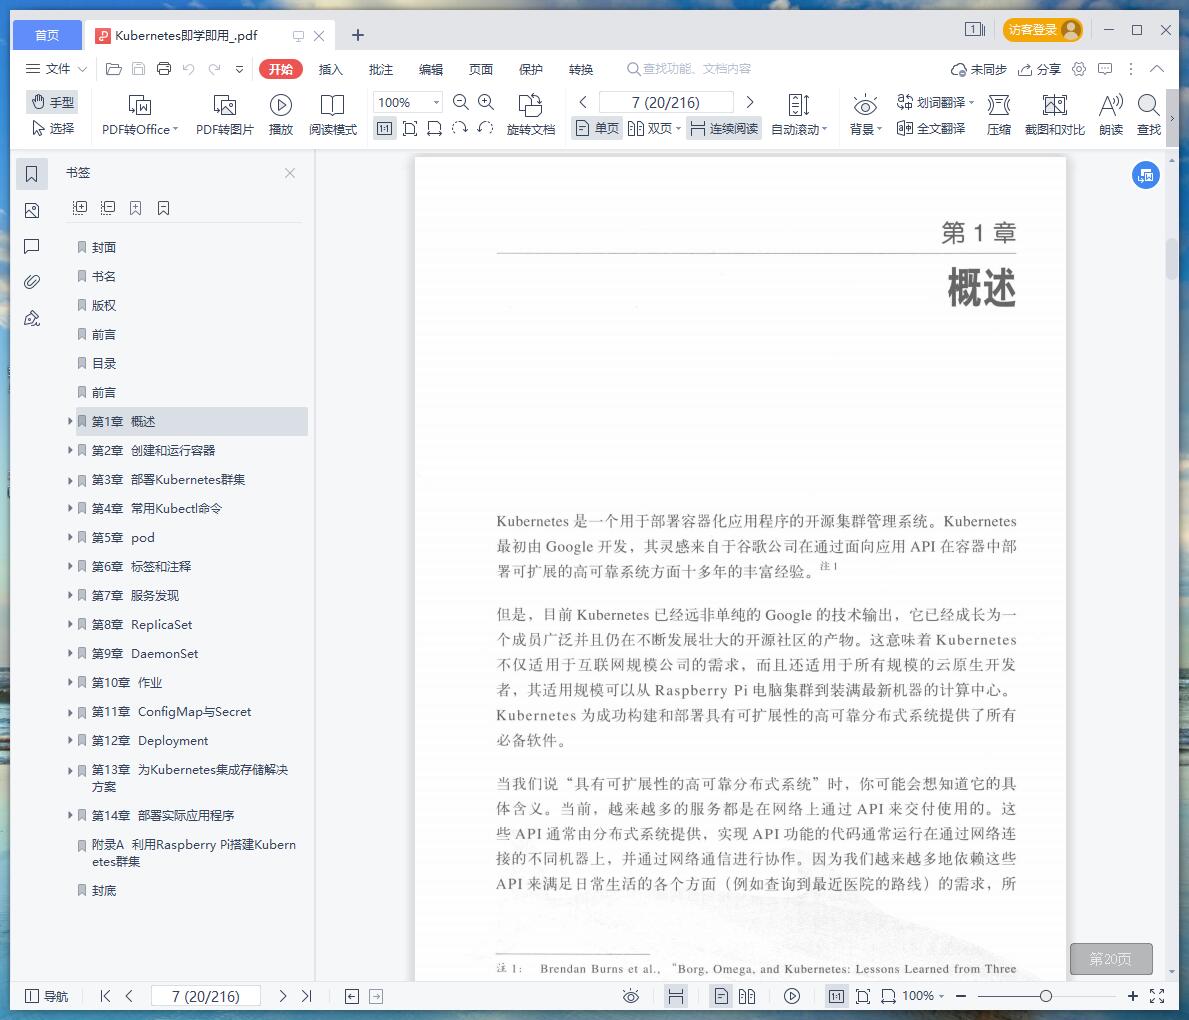 首页
Kubernetes即学即用_.pdf
1
访客登录
文件
开始
插入
批注
编辑
页面
保护
转换
查找功能、文档内容
未同步
分享
手型
选择
PDF转Office
PDF转图片
播放
阅读模式
100%
旋转文档
7 (20/216)
单页
双页
连续阅读
自动滚动
背景
划词翻译
全文翻译
压缩
截图和对比
朗读
查找
书签
封面
书名
版权
前言
目录
前言
第1章 概述
第2章 创建和运行容器
第3章 部署Kubernetes群集
第4章 常用Kubectl命令
第5章 pod
第6章 标签和注释
第7章 服务发现
第8章 ReplicaSet
第9章 DaemonSet
第10章 作业
第11章 ConfigMap与Secret
第12章 Deployment
第13章 为Kubernetes集成存储解决
方案
第14章 部署实际应用程序
附录A 利用Raspberry Pi搭建Kubern
etes群集
封底
第 1 章
概述
Kubernetes 是一个用于部署容器化应用程序的开源集群管理系统。Kubernetes
最初由 Google 开发，其灵感来自于谷歌公司在通过面向应用 API 在容器中部
署可扩展的高可靠系统方面十多年的丰富经验。注 1
但是，目前 Kubernetes 已经远非单纯的 Google 的技术输出，它已经成长为一
个成员广泛并且仍在不断发展壮大的开源社区的产物。这意味着 Kubernetes
不仅适用于互联网规模公司的需求，而且还适用于所有规模的云原生开发
者，其适用规模可以从 Raspberry Pi 电脑集群到装满最新机器的计算中心。
Kubernetes 为成功构建和部署具有可扩展性的高可靠分布式系统提供了所有
必备软件。
当我们说“具有可扩展性的高可靠分布式系统”时，你可能会想知道它的具
体含义。当前，越来越多的服务都是在网络上通过 API 来交付使用的。这
些 API 通常由分布式系统提供，实现 API 功能的代码通常运行在通过网络连
接的不同机器上，并通过网络通信进行协作。因为我们越来越多地依赖这些
API 来满足日常生活的各个方面（例如查询到最近医院的路线）的需求，所
注 1： Brendan Burns et al., "Borg, Omega, and Kubernetes: Lessons Learned from Three
第20页
导航
7 (20/216)
100%